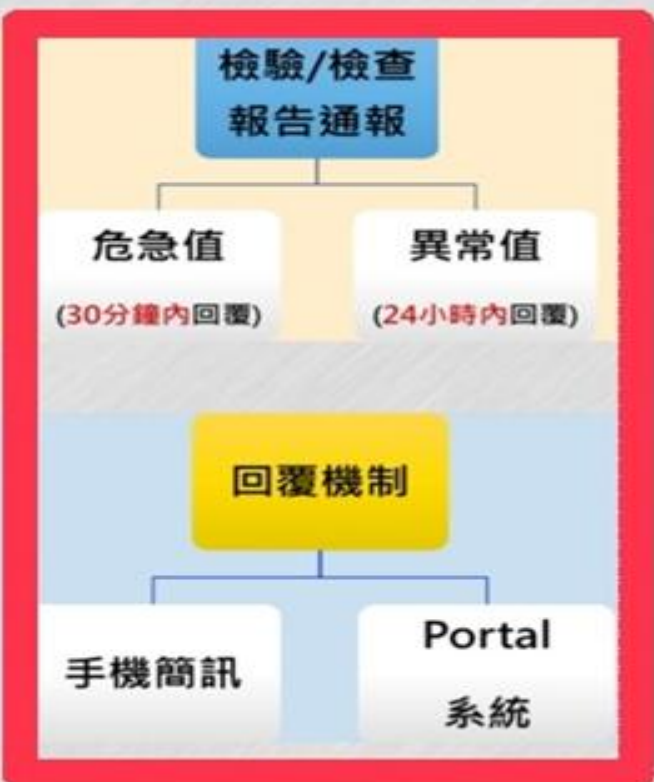 檢驗/檢查
報告通報
危急值
異常值
(30分鐘內回覆)
(24小時內回覆)
回覆機制
手機簡訊
Portal
系統